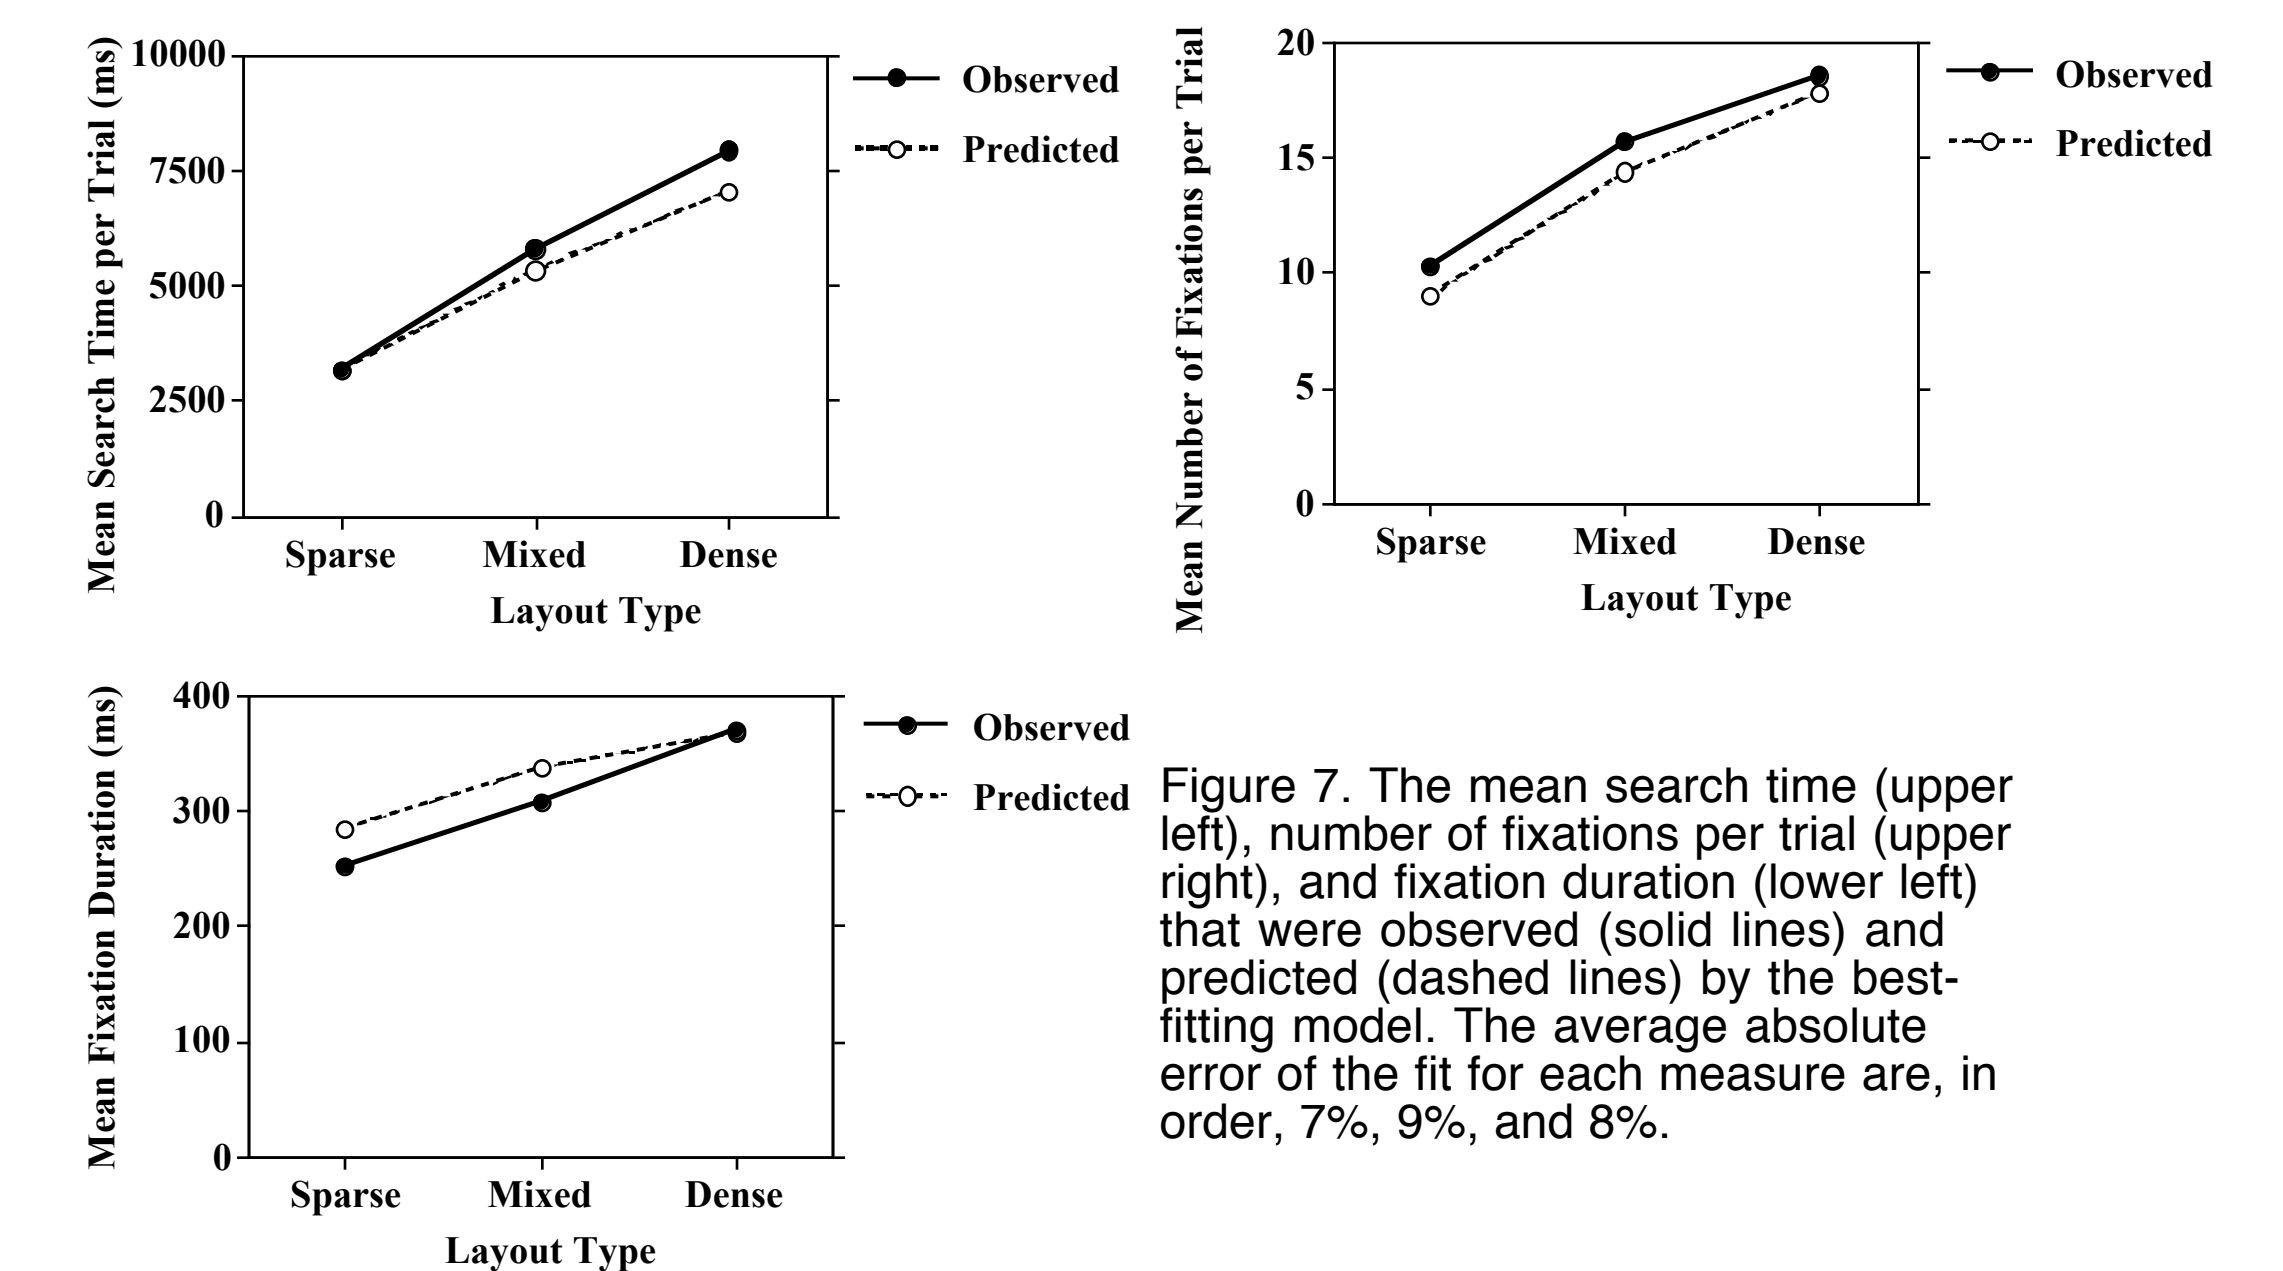 Mean Search Time per Trial (ms)
10000
7500
5000
2500
0
Sparse Mixed Dense
Layout Type
Observed
Predicted
Mean Number of Fixations per Trial
20
15
10
5
0
Sparse Mixed Dense
Layout Type
Observed
Predicted
Mean Fixation Duration (ms)
400
300
200
100
0
Sparse Mixed Dense
Layout Type
Observed
Predicted
Figure 7. The mean search time (upper
left), number of fixations per trial (upper
right), and fixation duration (lower left)
that were observed (solid lines) and
predicted (dashed lines) by the best-
fitting model. The average absolute
error of the fit for each measure are, in
order, 7%, 9%, and 8%.